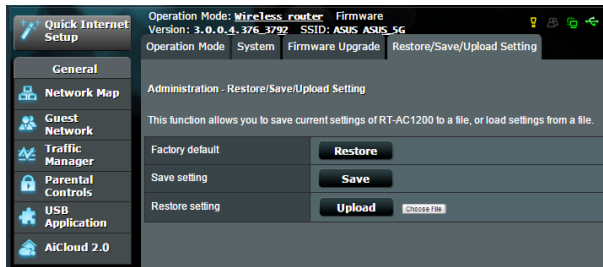 Quick Internet
Setup
General
Network Map
Guest
Network
Traffic
Manager
Parental
Controls
USB
Application
AiCloud 2.0
Operation Mode: Wireless router Firmware
Version: 3.0.0.4.376_3792 SSID: ASUS ASUS_5G
Operation Mode System Firmware Upgrade Restore/Save/Upload Setting
Administration - Restore/Save/Upload Setting
This function allows you to save current settings of RT-AC1200 to a file, or load settings from a file.
Factory default Restore
Save setting Save
Restore setting Upload Choose File